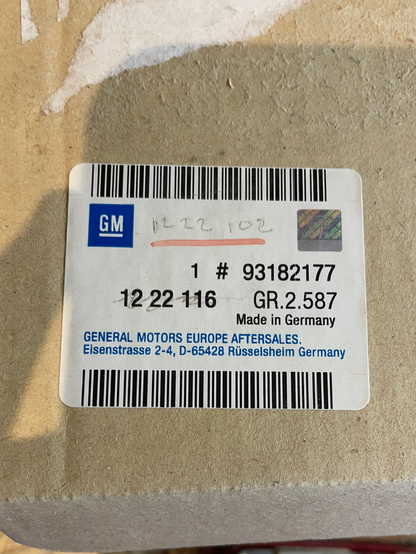 GM
1222 102
1 # 93182177
12 22 116 GR.2.587
Made in Germany
GENERAL MOTORS EUROPE AFTERSALES.
Eisenstrasse 2-4, D-65428 Rüsselsheim Germany